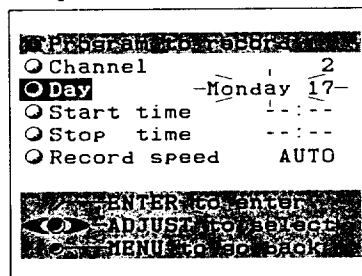 Program to record
Channel 2
Day Monday 17
Start time --:--
Stop time --:--
Record speed AUTO
ENTER to enter
ADJUST to select
MENU to go back